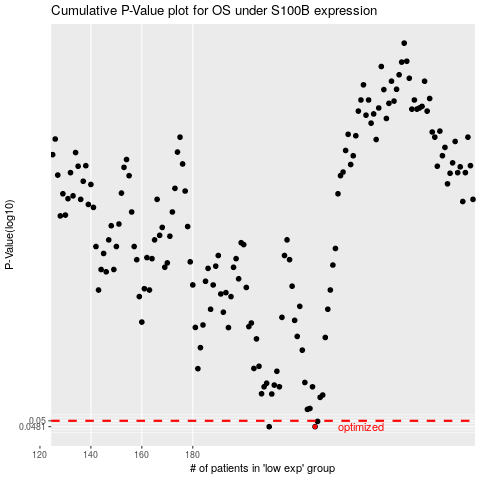 Cumulative P-Value plot for OS under S100B expression
P-Value(log10)
0.05
0.0481
optimized
120 140 160 180
# of patients in 'low exp' group